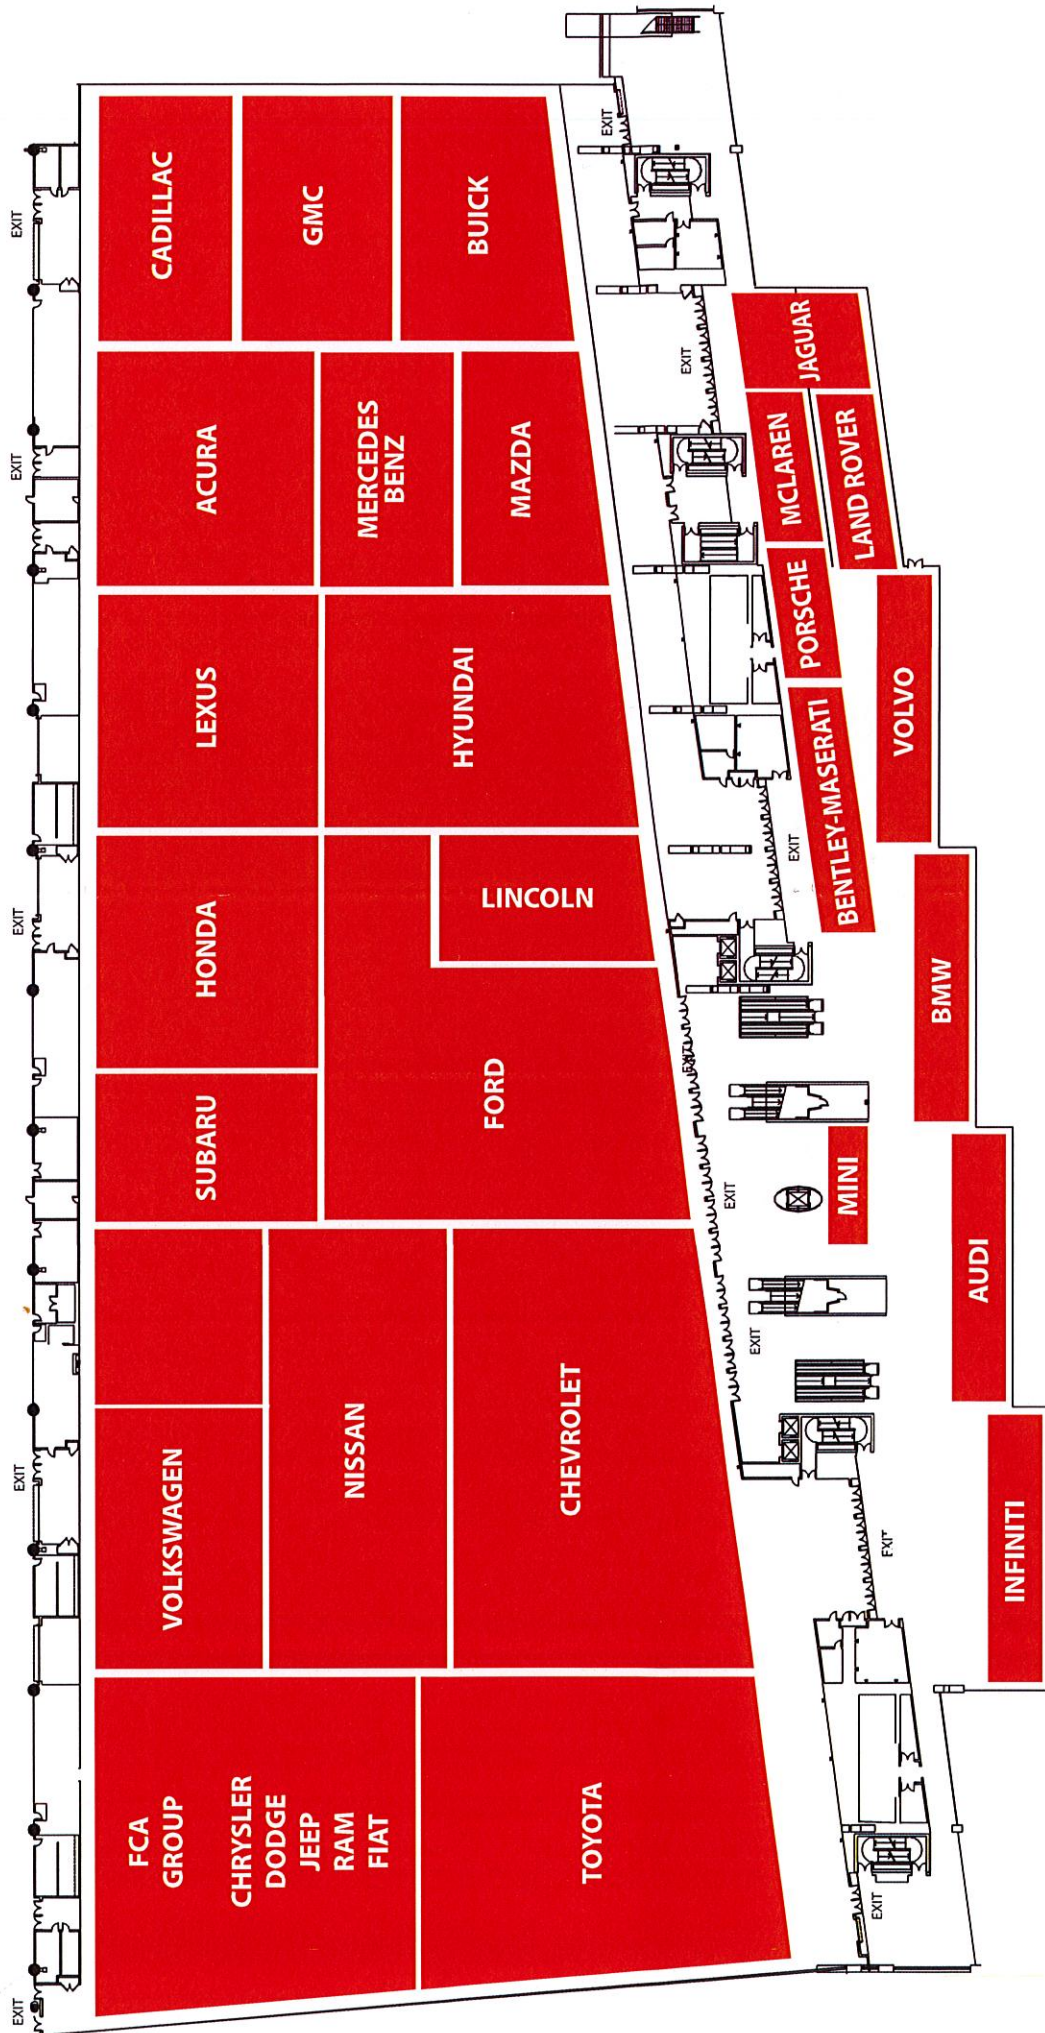 EXIT
EXIT
EXIT
EXIT
EXIT
CADILLAC
GMC
BUICK
ACURA
MERCEDES
BENZ
MAZDA
LEXUS
HYUNDAI
HONDA
LINCOLN
SUBARU
FORD
VOLKSWAGEN
NISSAN
CHEVROLET
FCA
GROUP
CHRYSLER
DODGE
JEEP
RAM
FIAT
TOYOTA
EXIT
EXIT
EXIT
EXIT
EXIT
EXIT
EXIT
EXIT
JAGUAR
MCLAREN
LAND ROVER
PORSCHE
BENTLEY-MASERATI
VOLVO
BMW
MINI
AUDI
INFINITI